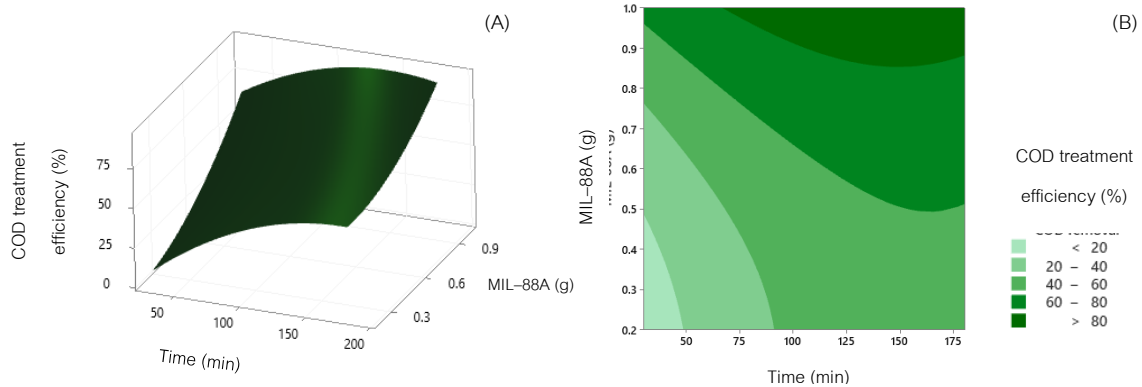 (A)
COD treatment
efficiency (%)
75
50
25
0
50
100
150
200
Time (min)
0.3
0.6
0.9
MIL–88A (g)
(B)
1.0
0.9
0.8
0.7
0.6
0.5
0.4
0.3
0.2
MIL–88A (g)
50
75
100
125
150
175
Time (min)
COD treatment
efficiency (%)
< 20
20 – 40
40 – 60
60 – 80
> 80